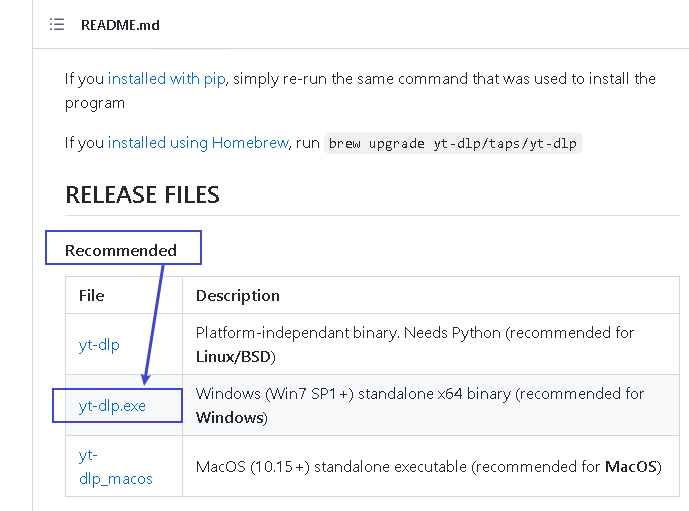 README.md
If you installed with pip, simply re-run the same command that was used to install the
program
If you installed using Homebrew, run brew upgrade yt-dlp/taps/yt-dlp
RELEASE FILES
Recommended
File Description
yt-dlp Platform-independant binary. Needs Python (recommended for
Linux/BSD)
yt-dlp.exe Windows (Win7 SP1+) standalone x64 binary (recommended for
Windows)
yt-
dlp_macos MacOS (10.15+) standalone executable (recommended for MacOS)